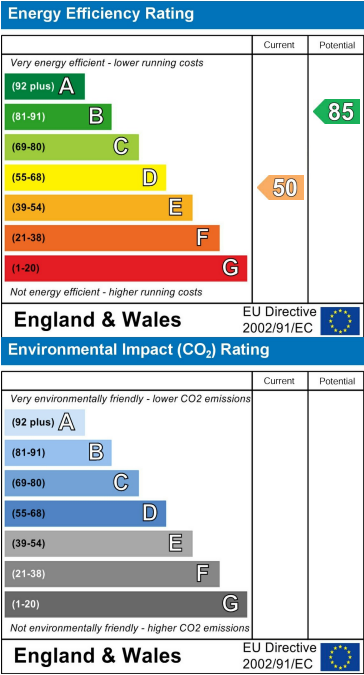 Energy Efficiency Rating
Current Potential
Very energy efficient - lower running costs
(92 plus) A
(81-91) B
85
(69-80) C
(55-68) D
50
(39-54) E
(21-38) F
(1-20) G
Not energy efficient - higher running costs
England & Wales
EU Directive
2002/91/EC
Environmental Impact (CO₂) Rating
Current Potential
Very environmentally friendly - lower CO2 emissions
(92 plus) A
(81-91) B
(69-80) C
(55-68) D
(39-54) E
(21-38) F
(1-20) G
Not environmentally friendly - higher CO2 emissions
England & Wales
EU Directive
2002/91/EC